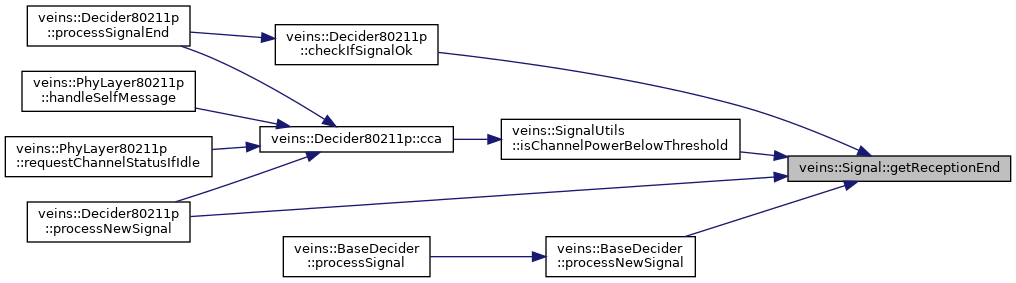 veins::Decider80211p
::processSignalEnd
veins::Decider80211p
::checkIfSignalOk
veins::PhyLayer80211p
::handleSelfMessage
veins::PhyLayer80211p
::requestChannelStatusIfIdle
veins::Decider80211p::cca
veins::SignalUtils
::isChannelPowerBelowThreshold
veins::Signal::getReceptionEnd
veins::Decider80211p
::processNewSignal
veins::BaseDecider
::processSignal
veins::BaseDecider
::processNewSignal